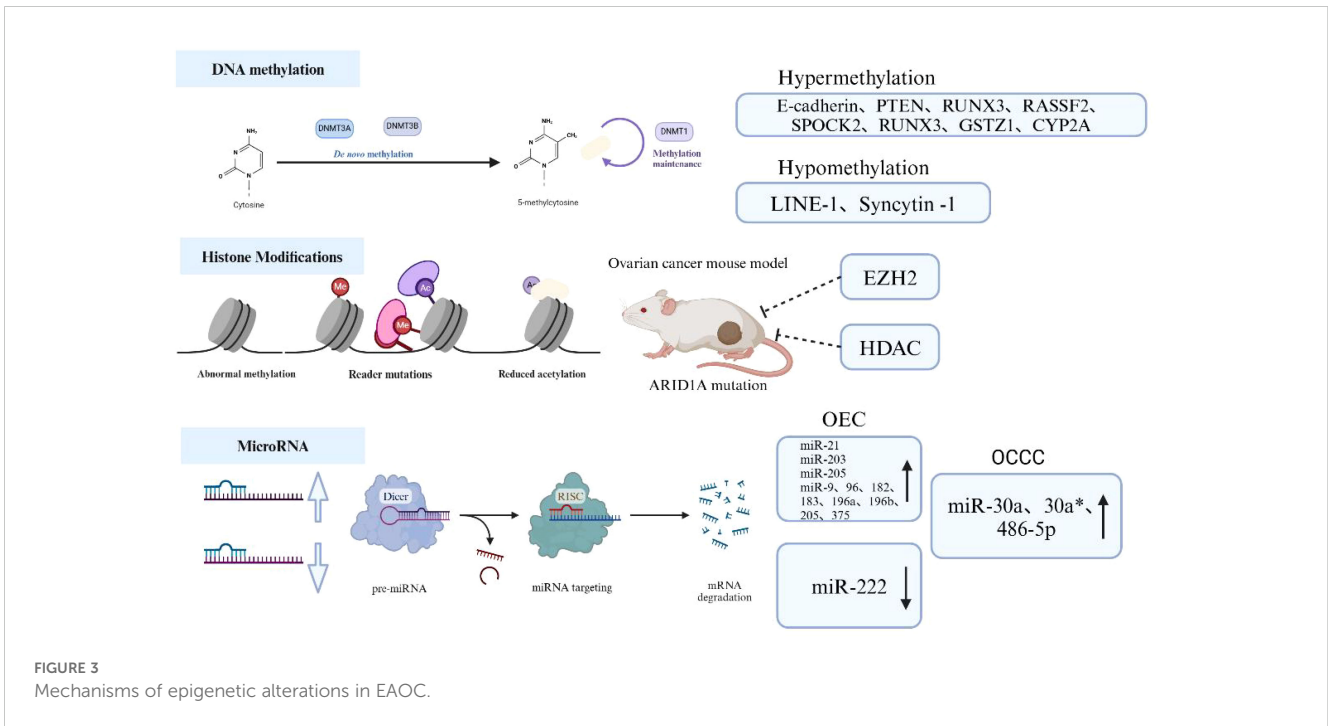 DNA methylation
DNMT3A
DNMT3B
De novo methylation
NH₂
N
O
N
Cytosine
NH₂
CH₃
N
O
N
5-methylcytosine
DNMT1
Methylation
maintenance
Hypermethylation
E-cadherin、PTEN、RUNX3、RASSF2、
SPOCK2、RUNX3、GSTZ1、CYP2A
Hypomethylation
LINE-1、Syncytin -1
Histone Modifications
Me
Ac
Me
Ac
Abnormal methylation
Reader mutations
Reduced acetylation
Ovarian cancer mouse model
ARID1A mutation
EZH2
HDAC
MicroRNA
Dicer
pre-miRNA
RISC
miRNA targeting
mRNA
degradation
OEC
miR-21
miR-203
miR-205
miR-9、96、182、
183、196a、196b、
205、375
miR-222
OCCC
miR-30a、30a*、
486-5p
FIGURE 3
Mechanisms of epigenetic alterations in EAOC.